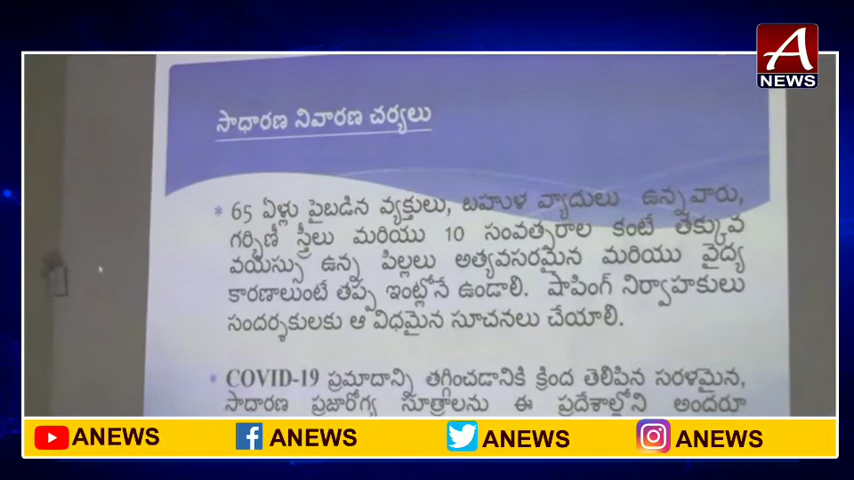 A
NEWS
సాధారణ నివారణ చర్యలు
* 65 ఏళ్లు పైబడిన వ్యక్తులు, బహుళ వ్యాదులు ఉన్నవారు,
గర్భిణీ స్త్రీలు మరియు 10 సంవత్సరాల కంటే తక్కువ
వయస్సు ఉన్న పిల్లలు అత్యవసరమైన మరియు వైద్య
కారణాలుంటే తప్ప ఇంట్లోనే ఉండాలి. షాపింగ్ నిర్వాహకులు
సందర్శకులకు ఆ విధమైన సూచనలు చేయాలి.
* COVID-19 ప్రమాదాన్ని తగ్గించడానికి క్రింద తెలిపిన సరళమైన,
సాదారణ ప్రజారోగ్య సూత్రాలను ఈ ప్రదేశాల్లోని అందరూ
ANEWS ANEWS ANEWS ANEWS